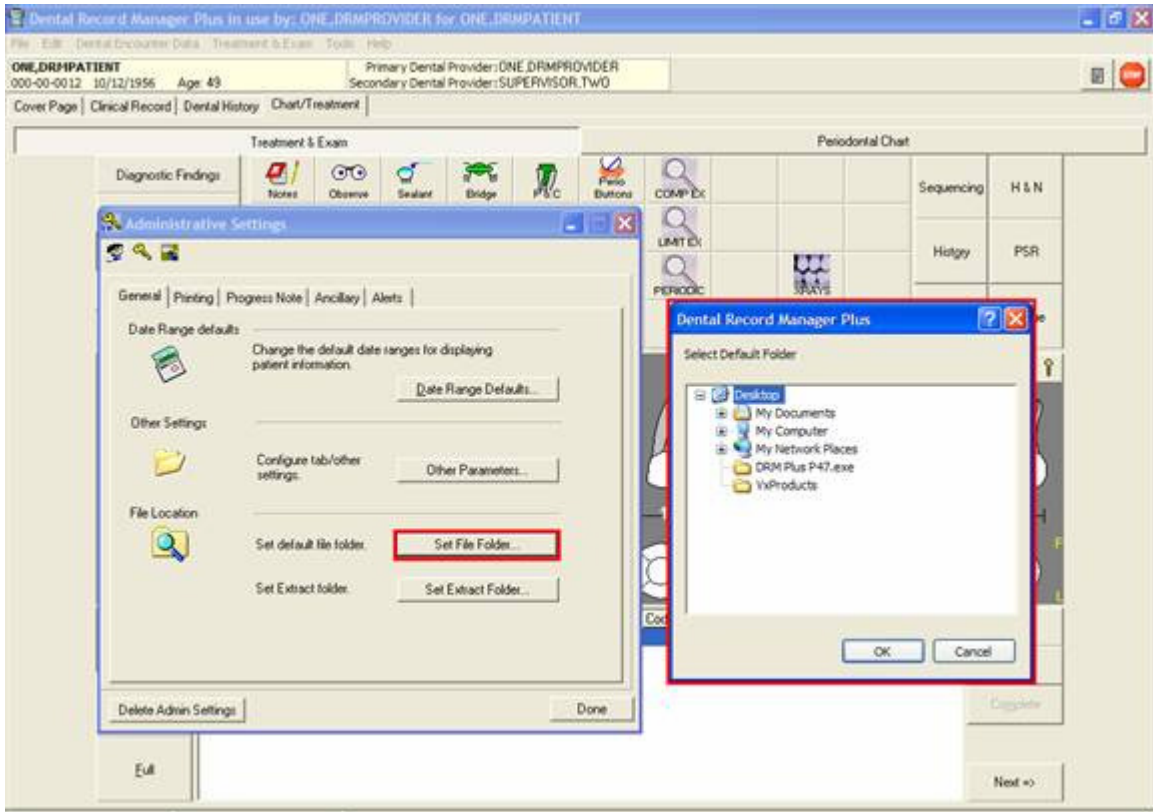 Dental Record Manager Plus in use by: ONE,DRMPROVIDER for ONE,DRMPATIENT
File Edit Dental Encounter Data Treatment & Exam Tools Help
ONE,DRMPATIENT
000-00-0012 10/12/1956 Age: 49
Primary Dental Provider: ONE,DRMPROVIDER
Secondary Dental Provider: SUPERVISOR,TWO
STOP
Cover Page Clinical Record Dental History Chart/Treatment
Treatment & Exam
Periodontal Chart
Diagnostic Findings
Notes Observe Sealant Bridge P & C Perio Buttons COMP EX
Sequencing H & N
LIMIT EX
History PSR
PERIODIC XRAYS
Administrative Settings
General Printing Progress Note Ancillary Alerts
Date Range defaults
Change the default date ranges for displaying
patient information.
Date Range Defaults...
Other Settings
Configure tab/other
settings.
Other Parameters...
File Location
Set default file folder.
Set File Folder...
Set Extract folder.
Set Extract Folder...
Delete Admin Settings
Done
Dental Record Manager Plus
Select Default Folder
Desktop
My Documents
My Computer
My Network Places
DRM Plus P47.exe
VxProducts
OK Cancel
F
L
Complete
Full
Next =>